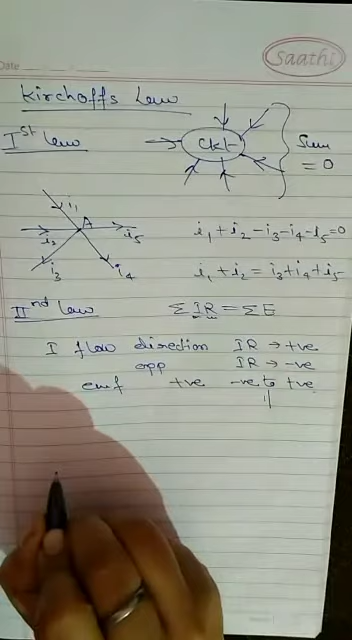 Saathi
Date
Kirchoffs Law
Ist law
Ckt
Sum
= 0
i1 A
i2 i5
i3 i4
i1 + i2 - i3 - i4 - i5 = 0
i1 + i2 = i3 + i4 + i5
IInd law
Σ IR = Σ E
I flow direction IR → +ve
opp IR → -ve
emf +ve -ve to +ve